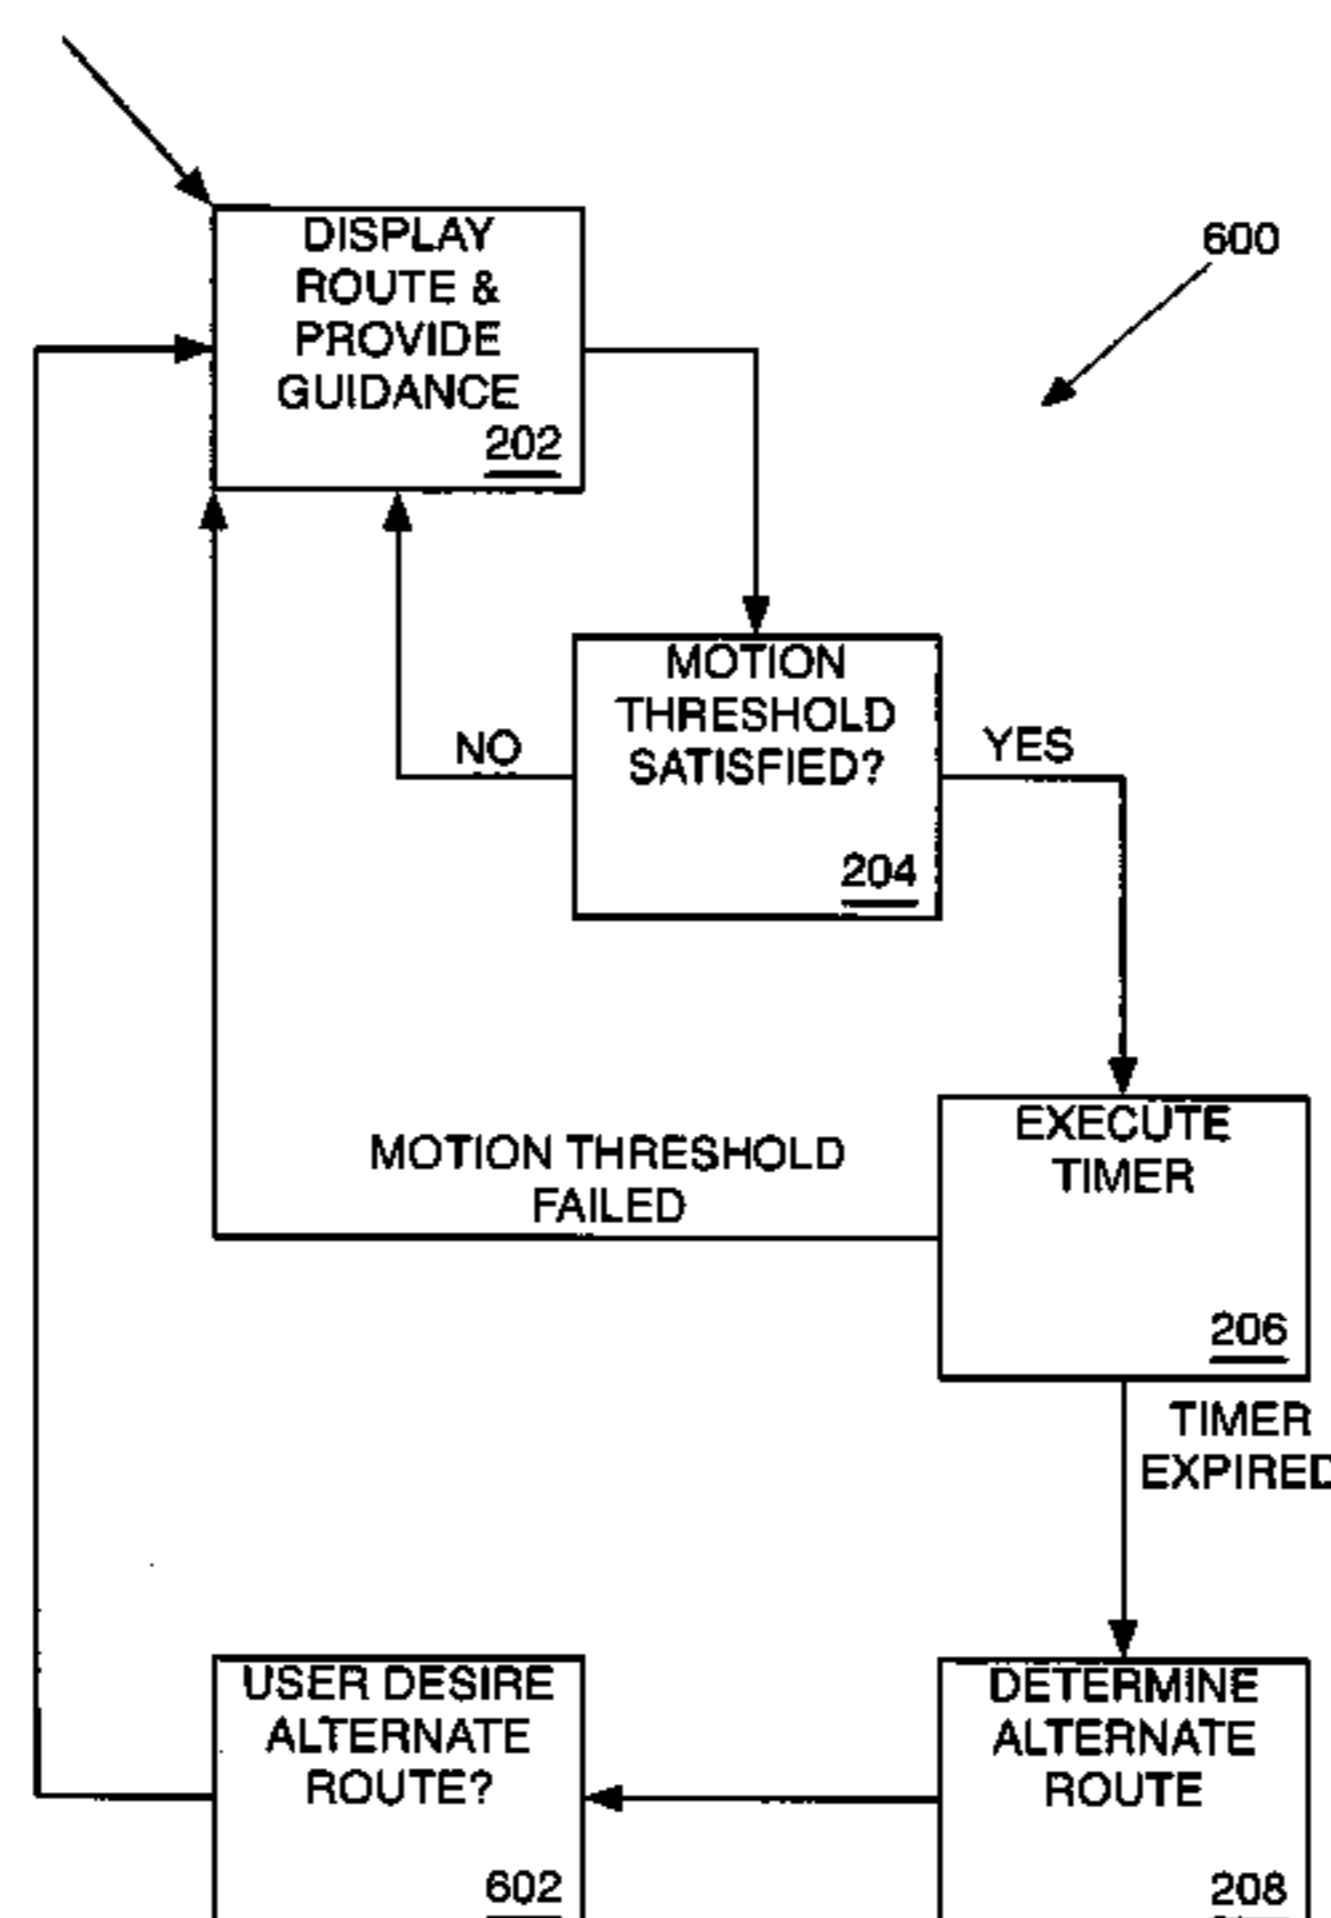 DISPLAY
ROUTE &
PROVIDE
GUIDANCE
202
600
MOTION
THRESHOLD
SATISFIED?
204
NO
YES
EXECUTE
TIMER
206
MOTION THRESHOLD
FAILED
TIMER
EXPIRED
USER DESIRE
ALTERNATE
ROUTE?
602
DETERMINE
ALTERNATE
ROUTE
208